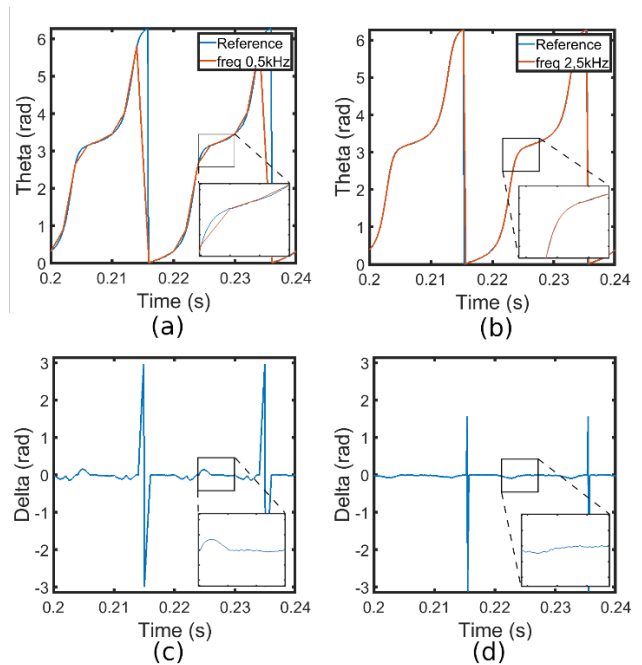 6
5
4
3
2
1
0
Theta (rad)
Reference
freq 0,5kHz
0.2 0.21 0.22 0.23 0.24
Time (s)
(a)
6
5
4
3
2
1
0
Theta (rad)
Reference
freq 2,5kHz
0.2 0.21 0.22 0.23 0.24
Time (s)
(b)
3
2
1
0
-1
-2
-3
Delta (rad)
0.2 0.21 0.22 0.23 0.24
Time (s)
(c)
3
2
1
0
-1
-2
-3
Delta (rad)
0.2 0.21 0.22 0.23 0.24
Time (s)
(d)